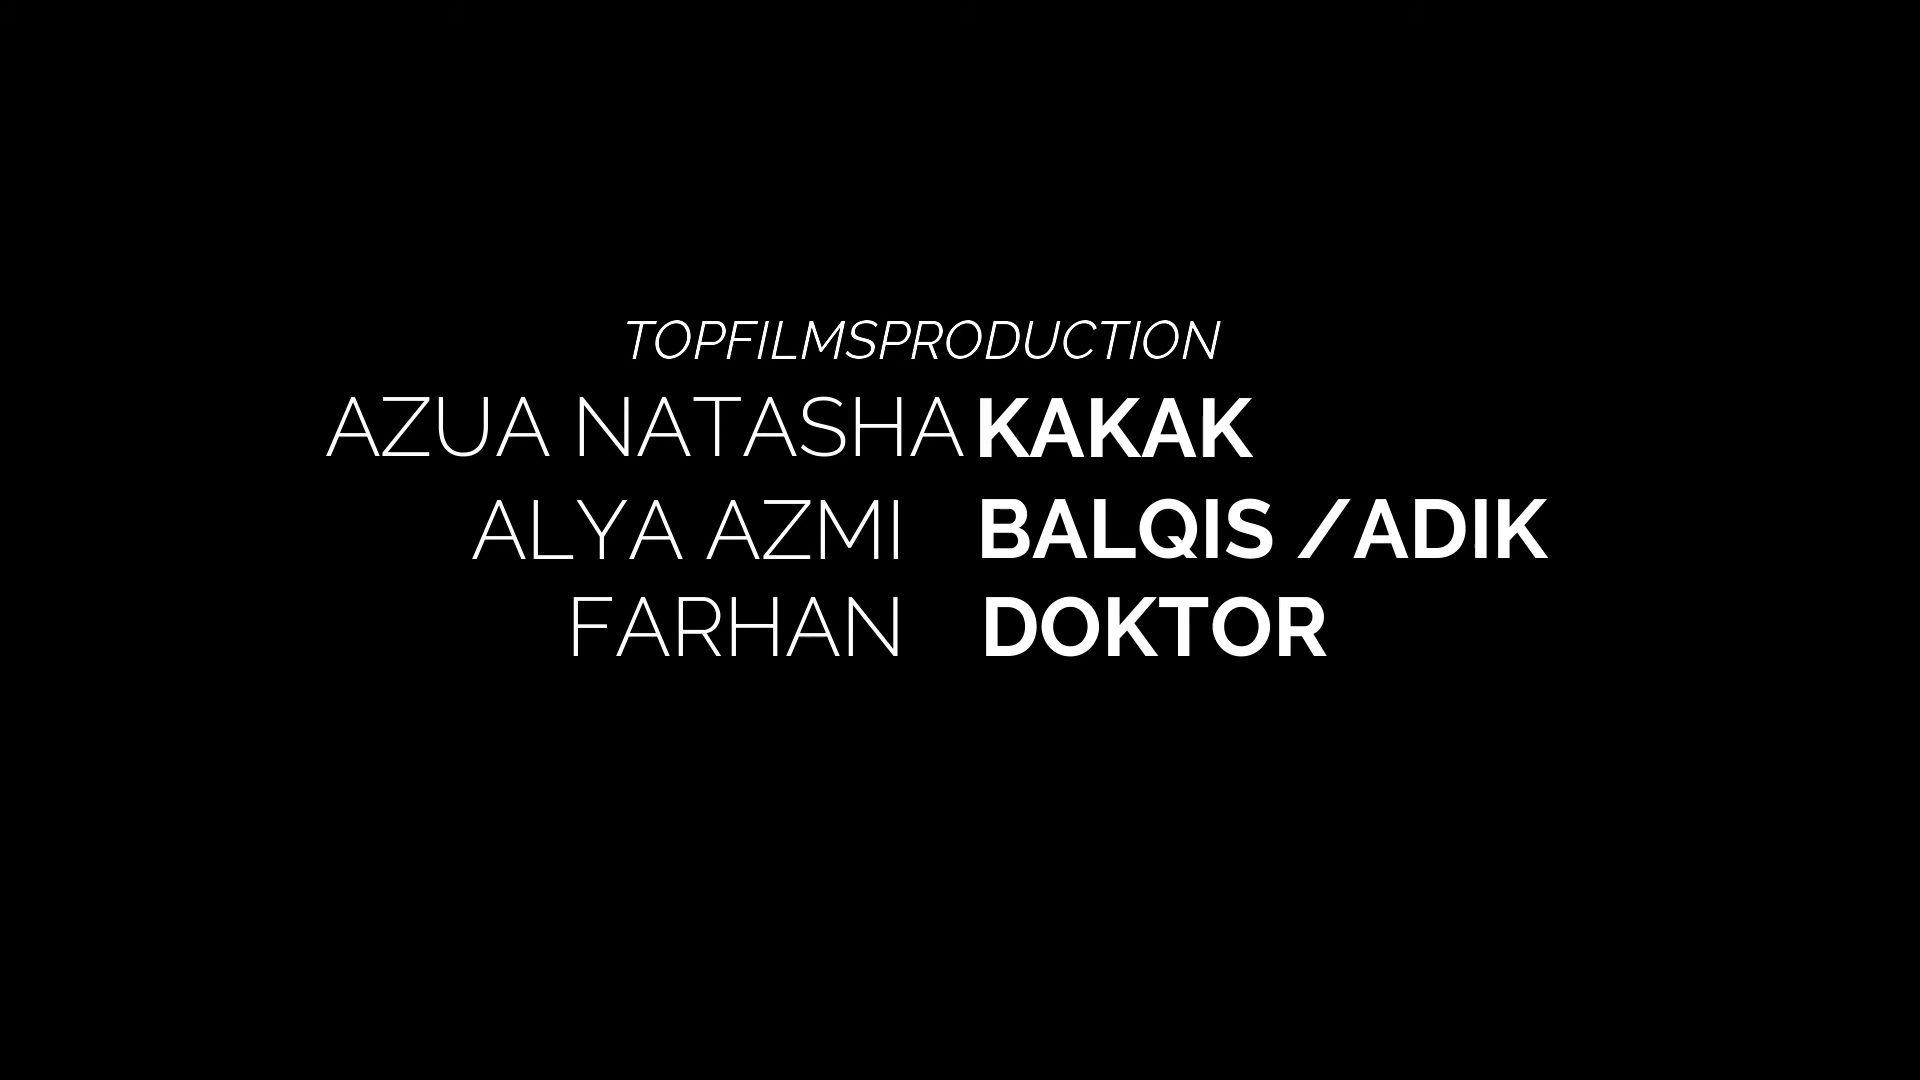 TOPFILMSPRODUCTION
AZUA NATASHA KAKAK
ALYA AZMI BALQIS /ADIK
FARHAN DOKTOR